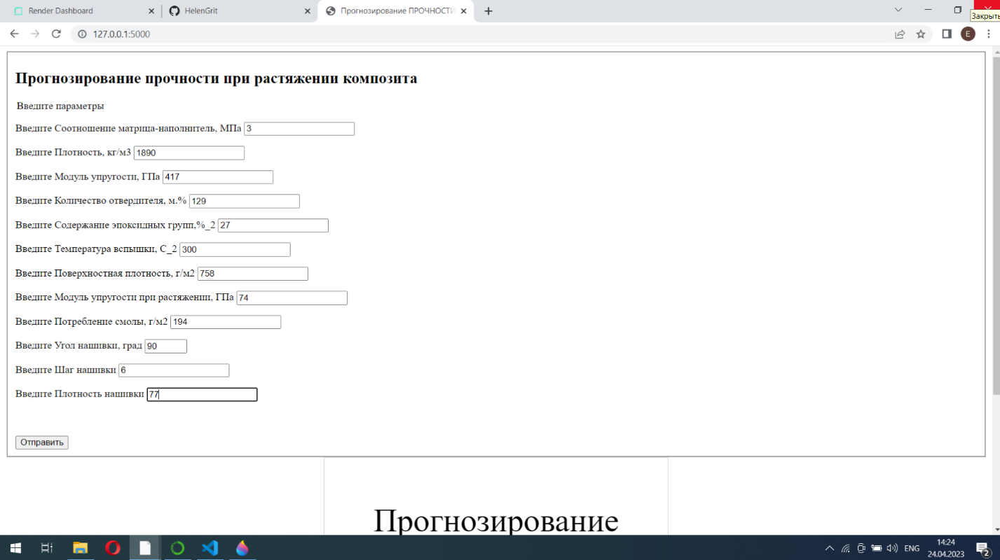 Render Dashboard
HelenGrit
Прогнозирование ПРОЧНОСТИ
Закрыть
127.0.0.1:5000
E
Прогнозирование прочности при растяжении композита
Введите параметры
Введите Соотношение матрица-наполнитель, МПа 3
Введите Плотность, кг/м3 1890
Введите Модуль упругости, ГПа 417
Введите Количество отвердителя, м.% 129
Введите Содержание эпоксидных групп,%_2 27
Введите Температура вспышки, С_2 300
Введите Поверхностная плотность, г/м2 758
Введите Модуль упругости при растяжении, ГПа 74
Введите Потребление смолы, г/м2 194
Введите Угол нашивки, град 90
Введите Шаг нашивки 6
Введите Плотность нашивки 77
Отправить
Прогнозирование
ENG
14:24
24.04.2023
2